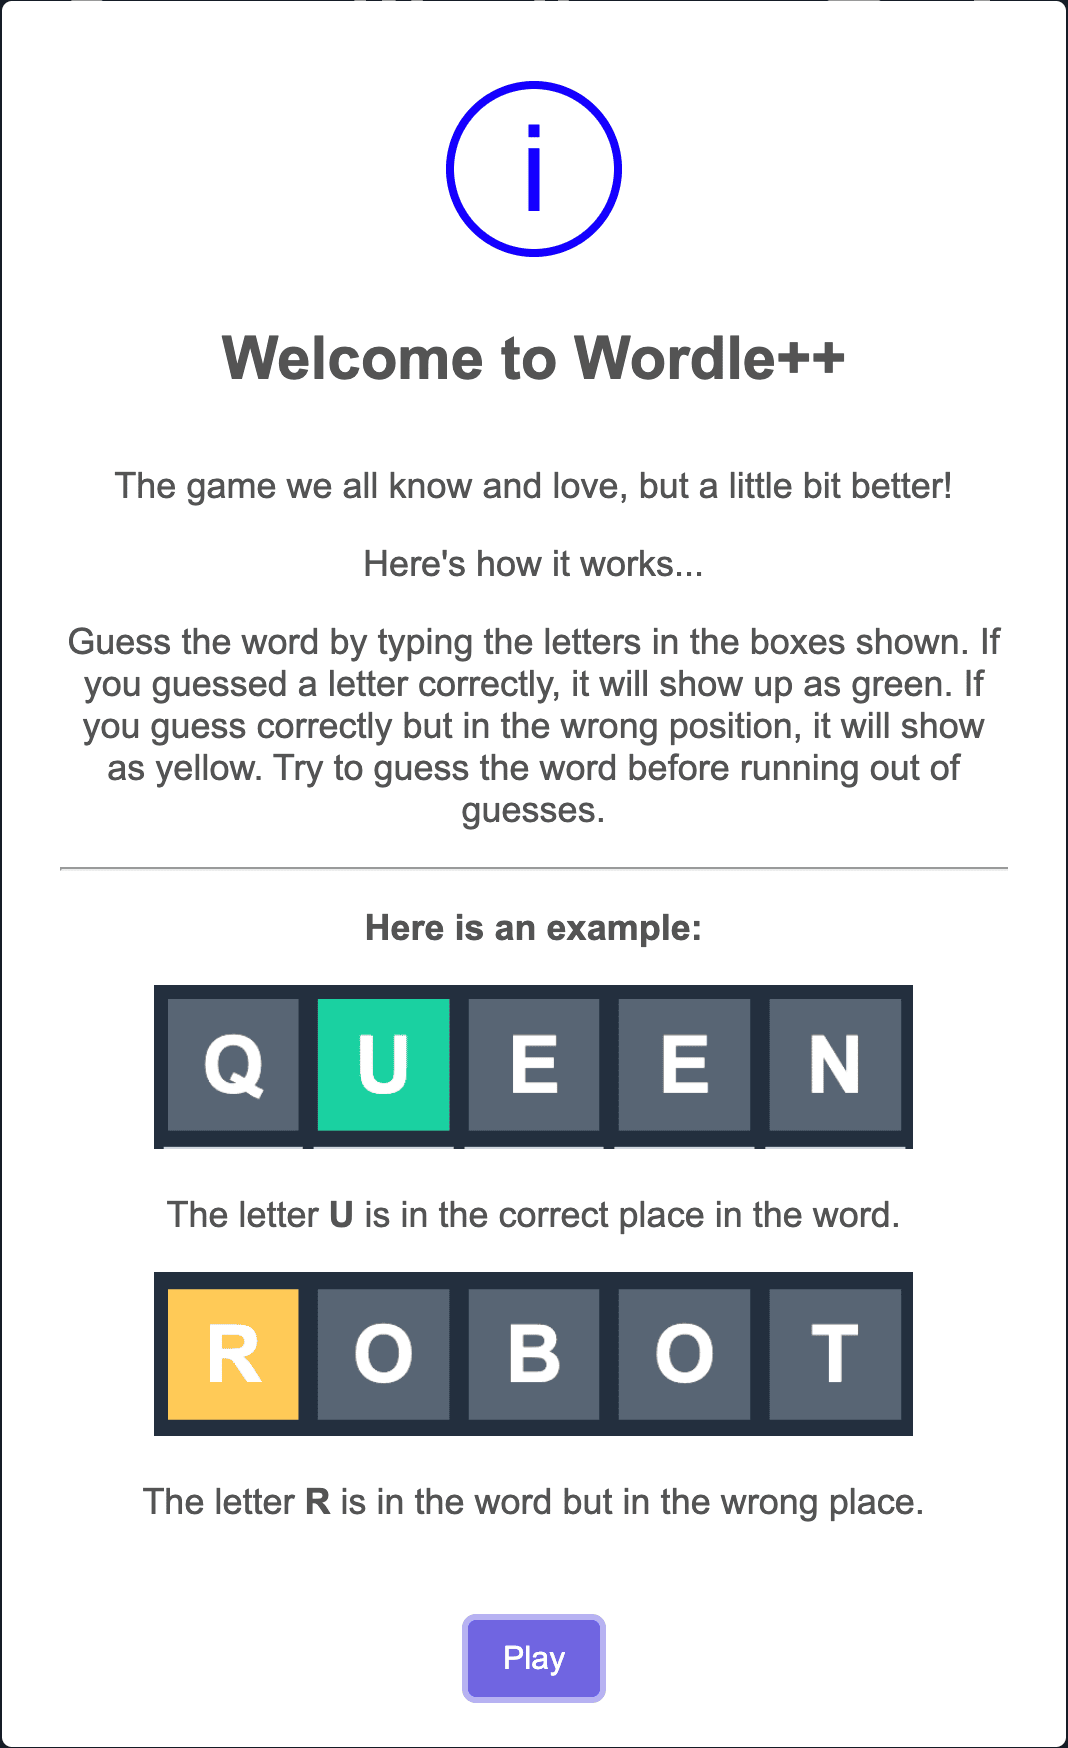 i
Welcome to Wordle++
The game we all know and love, but a little bit better!
Here's how it works...
Guess the word by typing the letters in the boxes shown. If
you guessed a letter correctly, it will show up as green. If
you guess correctly but in the wrong position, it will show
as yellow. Try to guess the word before running out of
guesses.
Here is an example:
Q U E E N
The letter U is in the correct place in the word.
R O B O T
The letter R is in the word but in the wrong place.
Play